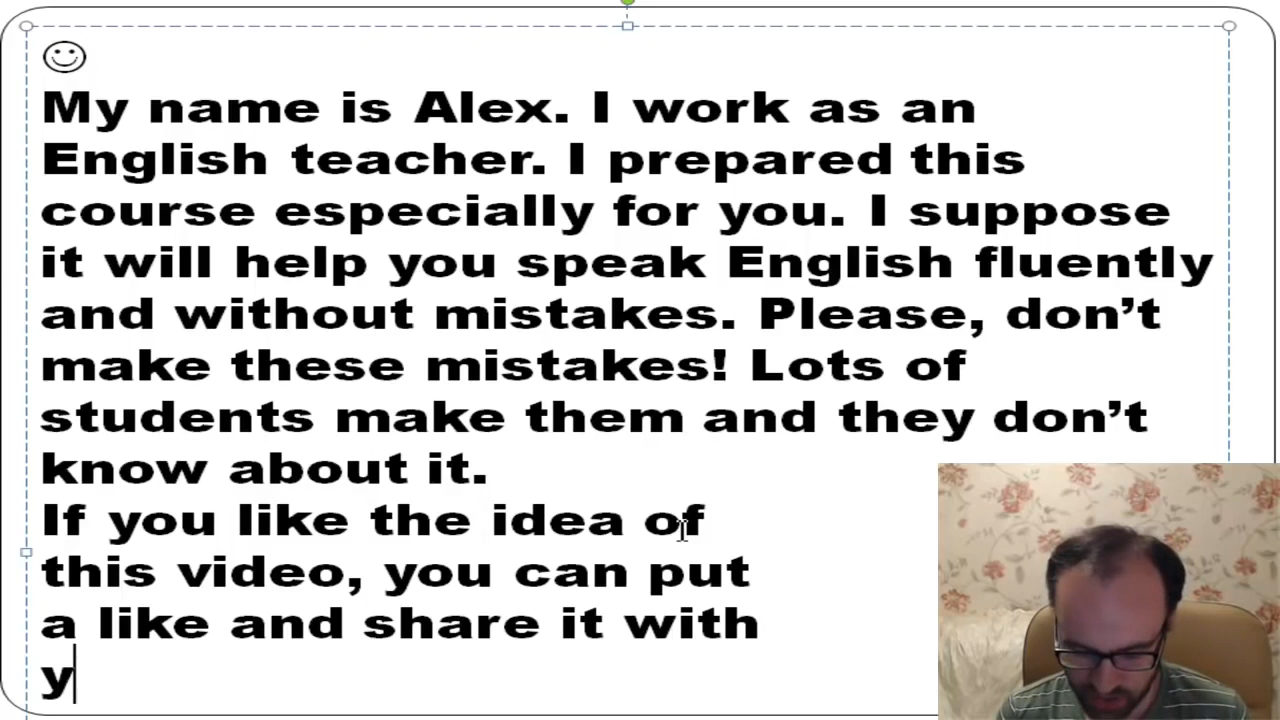 My name is Alex. I work as an
English teacher. I prepared this
course especially for you. I suppose
it will help you speak English fluently
and without mistakes. Please, don’t
make these mistakes! Lots of
students make them and they don’t
know about it.
If you like the idea of
this video, you can put
a like and share it with
y